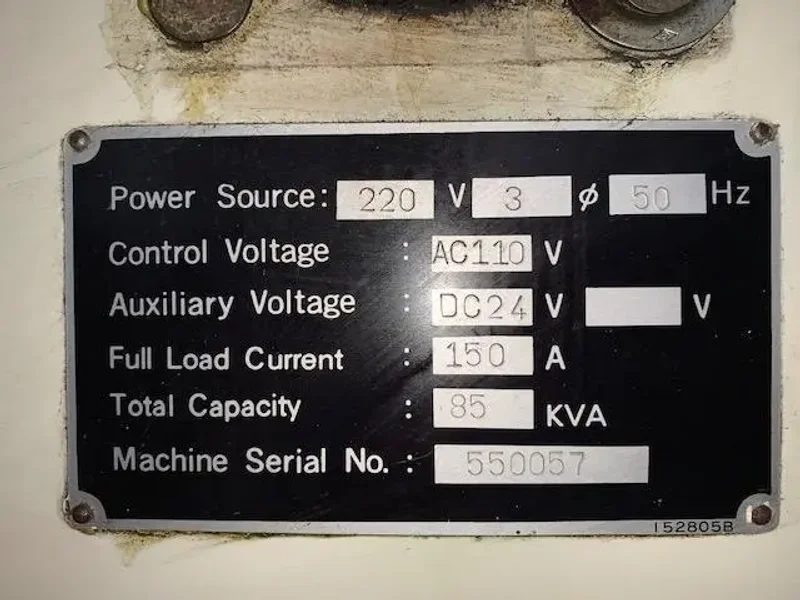 Power Source: 220 V 3 ϕ 50 Hz
Control Voltage : AC110 V
Auxiliary Voltage : DC24 V V
Full Load Current : 150 A
Total Capacity : 85 KVA
Machine Serial No. : 550057
152805B